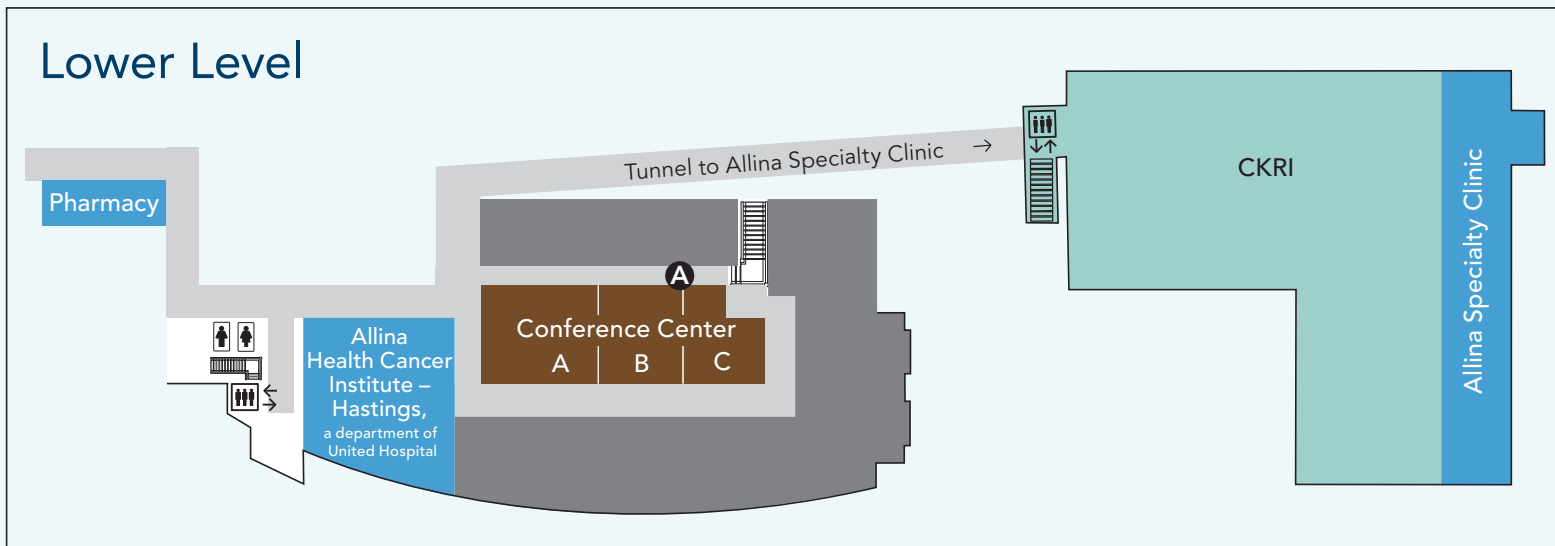 Lower Level
Tunnel to Allina Specialty Clinic →
CKRI
Allina Specialty Clinic
Pharmacy
A
Conference Center
A B C
Allina
Health Cancer
Institute –
Hastings,
a department of
United Hospital